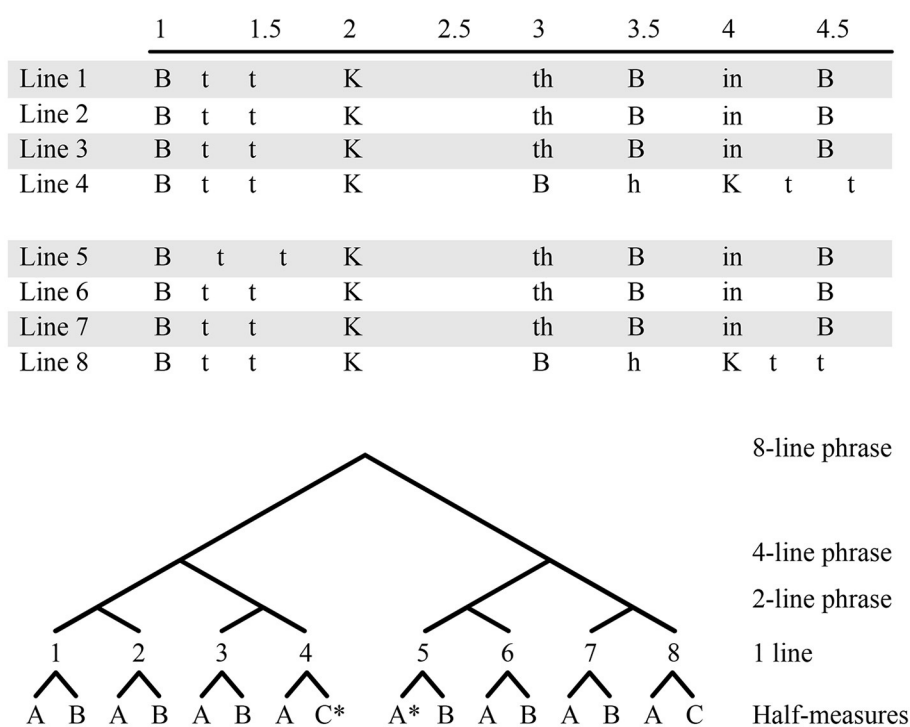 1 1.5 2 2.5 3 3.5 4 4.5
Line 1 B t t K th B in B
Line 2 B t t K th B in B
Line 3 B t t K th B in B
Line 4 B t t K B h K t t
Line 5 B t t K th B in B
Line 6 B t t K th B in B
Line 7 B t t K th B in B
Line 8 B t t K B h K t t
8-line phrase
4-line phrase
2-line phrase
1 2 3 4 5 6 7 8 1 line
A B A B A B A C* A* B A B A B A C Half-measures